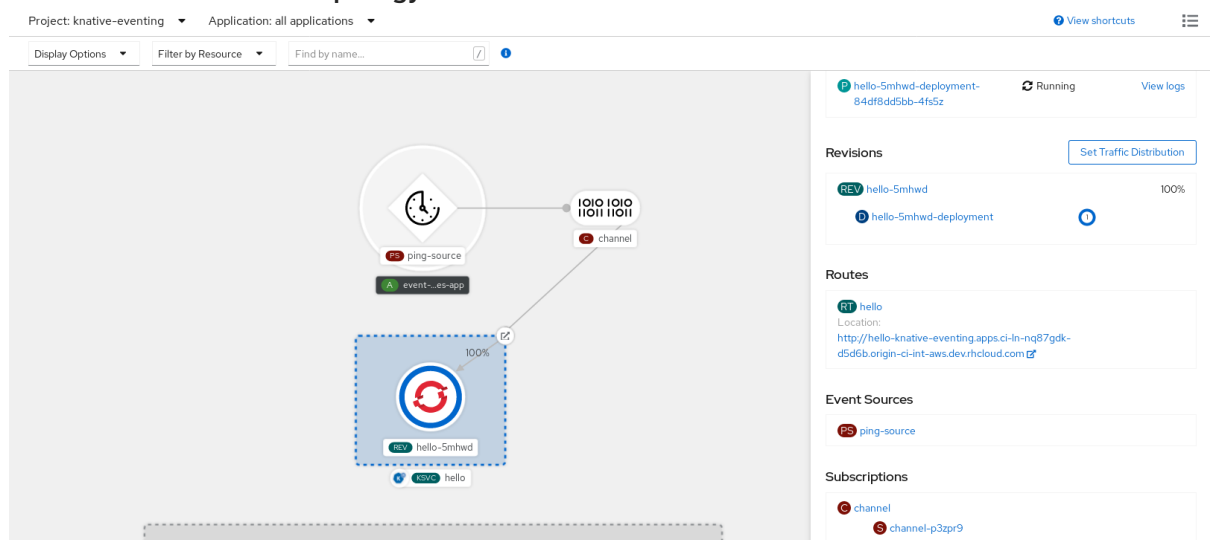 Project: knative-eventing
Application: all applications
View shortcuts
Display Options
Filter by Resource
Find by name...
/
PS ping-source
A event-...es-app
1010 1010
11011 11011
C channel
100%
REV hello-5mhwd
KSVC hello
P hello-5mhwd-deployment-
84df8dd5bb-4fs5z
Running
View logs
Revisions
Set Traffic Distribution
REV hello-5mhwd
100%
D hello-5mhwd-deployment
1
Routes
RT hello
Location:
http://hello-knative-eventing.apps.ci-ln-nq87gdk-
d5d6b.origin-ci-int-aws.dev.rhcloud.com
Event Sources
PS ping-source
Subscriptions
C channel
S channel-p3zpr9